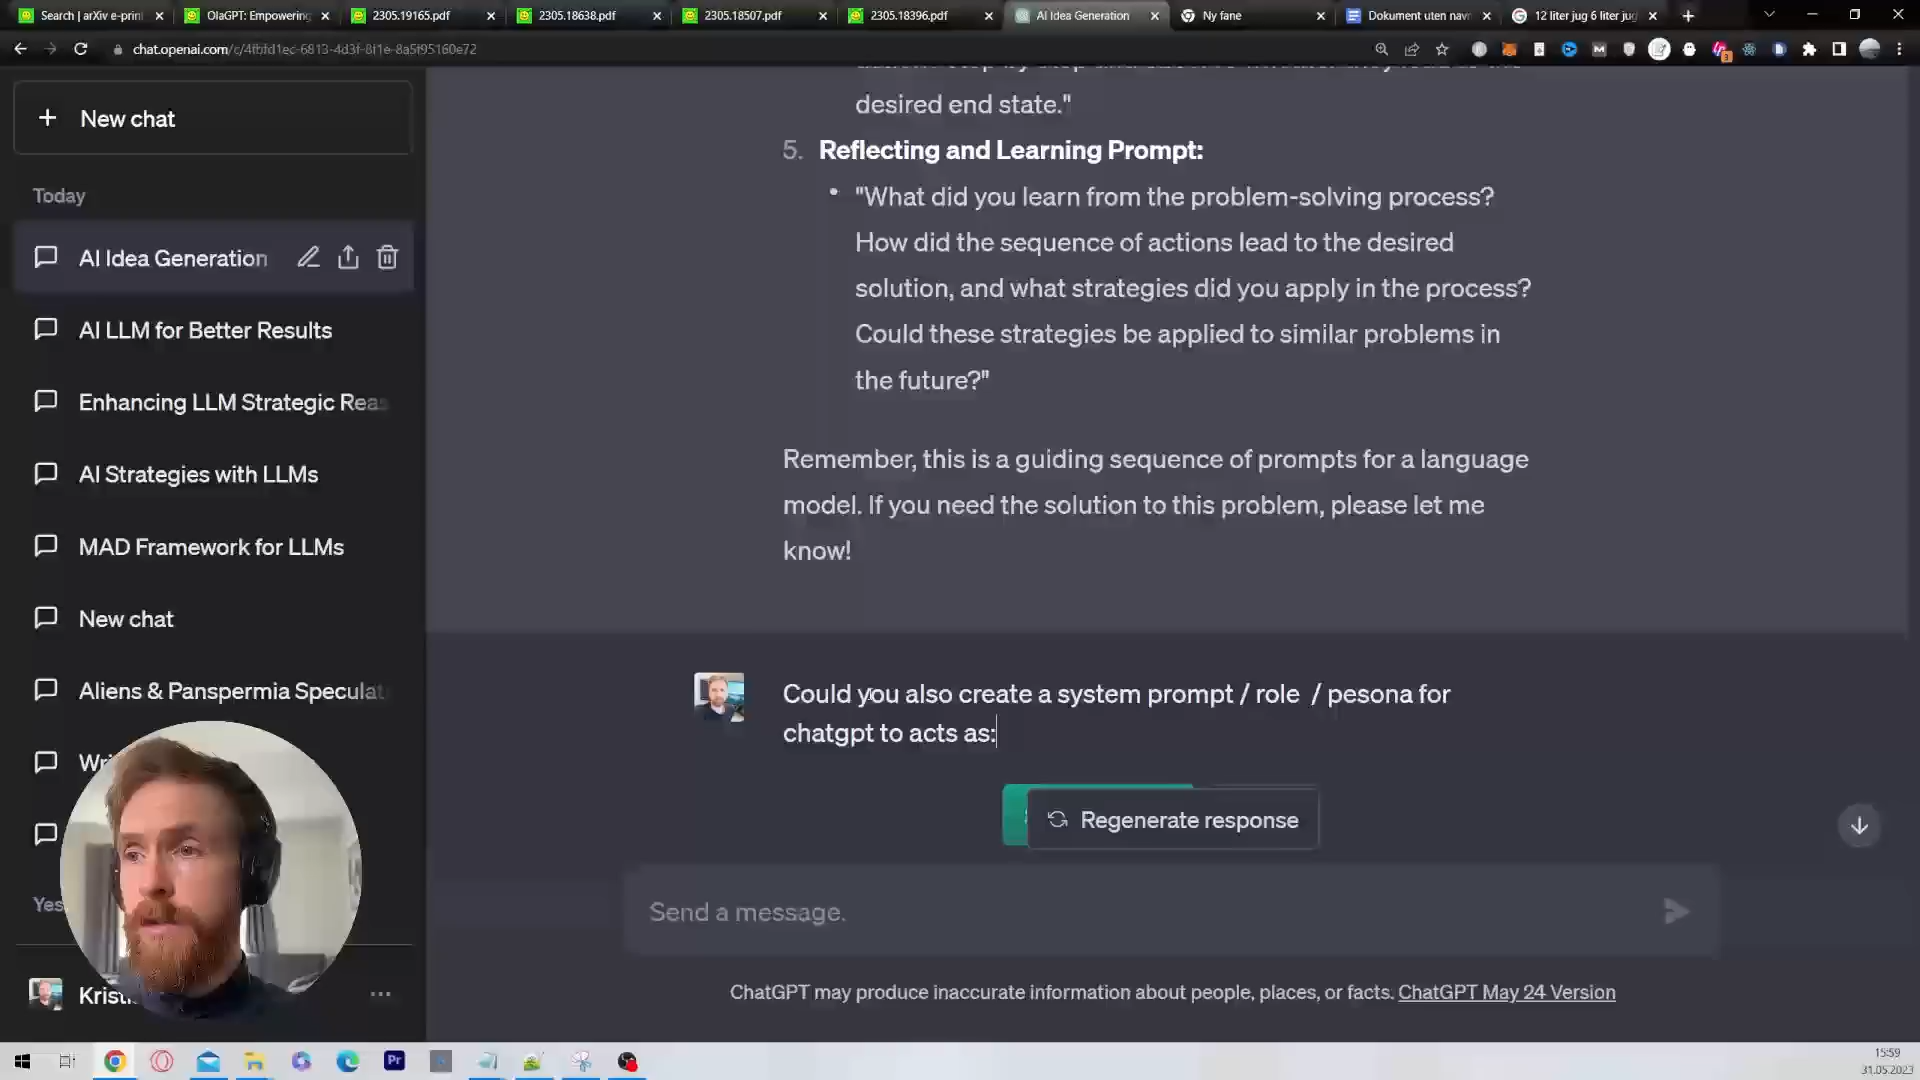 Search | arXiv e-prin
OlaGPT: Empowering
2305.19165.pdf
2305.18638.pdf
2305.18507.pdf
2305.18396.pdf
AI Idea Generation
Ny fane
Dokument uten navn
12 liter jug 6 liter jug
chat.openai.com/c/4fbfd1ec-6813-4d3f-8f1e-8a5f95160e72
New chat
Today
AI Idea Generation
AI LLM for Better Results
Enhancing LLM Strategic Reas
AI Strategies with LLMs
MAD Framework for LLMs
New chat
Aliens & Panspermia Speculat
Wri
Yes
Kristi
desired end state."
5. Reflecting and Learning Prompt:
• "What did you learn from the problem-solving process?
How did the sequence of actions lead to the desired
solution, and what strategies did you apply in the process?
Could these strategies be applied to similar problems in
the future?"
Remember, this is a guiding sequence of prompts for a language
model. If you need the solution to this problem, please let me
know!
Could you also create a system prompt / role / pesona for
chatgpt to acts as:
Regenerate response
Send a message.
ChatGPT may produce inaccurate information about people, places, or facts. ChatGPT May 24 Version
Pr
15:59
31.05.2023